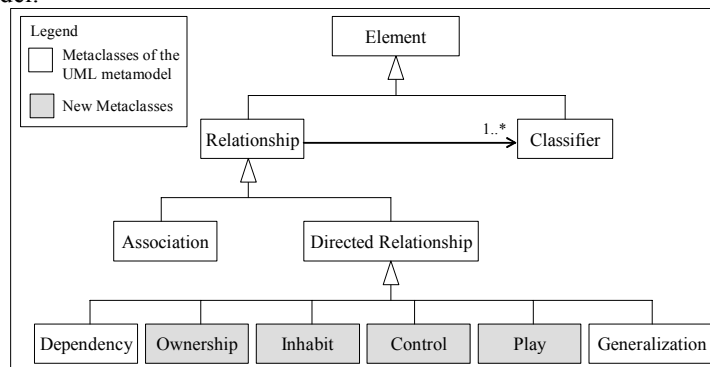 Legend
Metaclasses of the
UML metamodel
New Metaclasses
Element
Relationship
1..*
Classifier
Association
Directed Relationship
Dependency
Ownership
Inhabit
Control
Play
Generalization